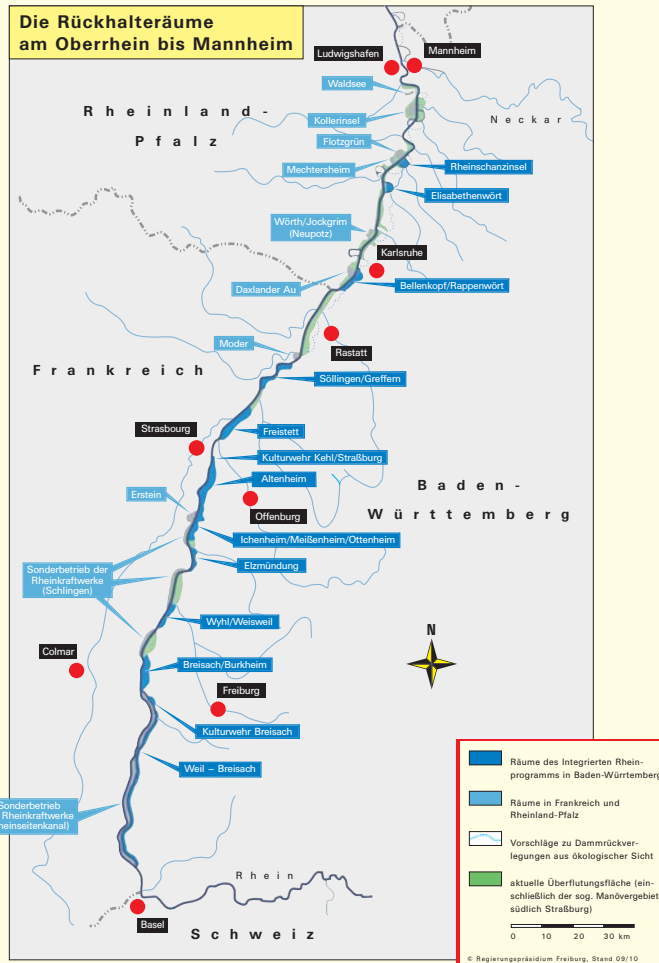 Die Rückhalteräume
am Oberrhein bis Mannheim
Ludwigshafen
Mannheim
Waldsee
Rheinland-
Pfalz
Kollerinsel
Neckar
Flotzgrün
Mechtersheim
Rheinschanzinsel
Elisabethenwört
Wörth/Jockgrim
(Neupotz)
Karlsruhe
Daxlander Au
Bellenkopf/Rappenwört
Moder
Rastatt
Frankreich
Söllingen/Greffern
Strasbourg
Freistett
Kulturwehr Kehl/Straßburg
Altenheim
Baden-
Württemberg
Erstein
Offenburg
Ichenheim/Meißenheim/Ottenheim
Elzmündung
Sonderbetrieb der
Rheinkraftwerke
(Schlingen)
Wyhl/Weisweil
N
Colmar
Breisach/Burkheim
Freiburg
Kulturwehr Breisach
Weil – Breisach
Sonderbetrieb
Rheinkraftwerke
heinseitenkanal)
Rhein
Basel
Schweiz
Räume des Integrierten Rhein-
programms in Baden-Würrtemberg
Räume in Frankreich und
Rheinland-Pfalz
Vorschläge zu Dammrückver-
legungen aus ökologischer Sicht
aktuelle Überflutungsfläche (ein-
schließlich der sog. Manövergebiet
südlich Straßburg)
0 10 20 30 km
© Regierungspräsidium Freiburg, Stand 09/10